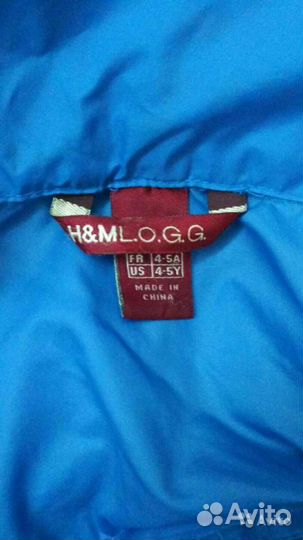 H&M L.O.G.G.
FR 4-5A
US 4-5Y
MADE IN
CHINA
Avito